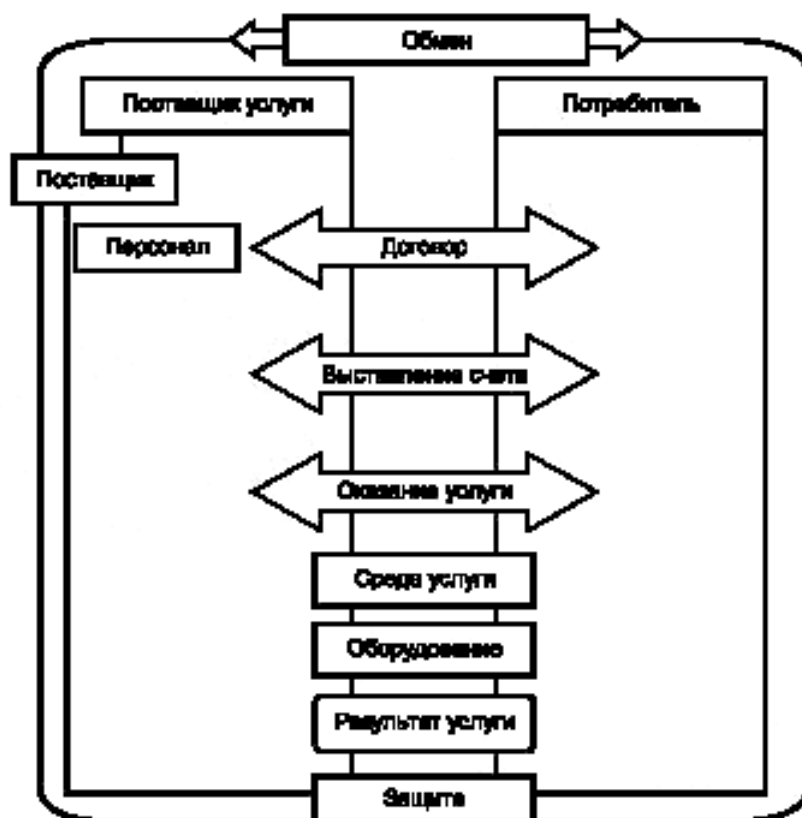 Обмен
Поставщик услуги
Потребитель
Поставщик
Персонал
Договор
Выставление счета
Оказание услуги
Среда услуги
Оборудование
Результат услуги
Защита